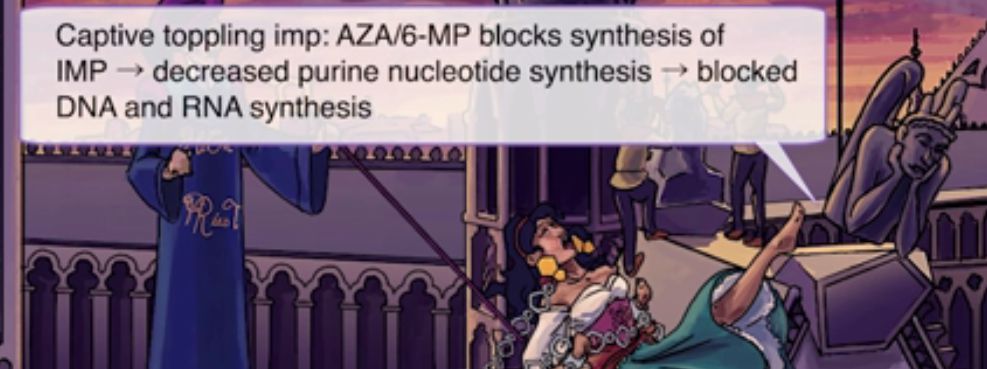 Captive toppling imp: AZA/6-MP blocks synthesis of
IMP → decreased purine nucleotide synthesis → blocked
DNA and RNA synthesis